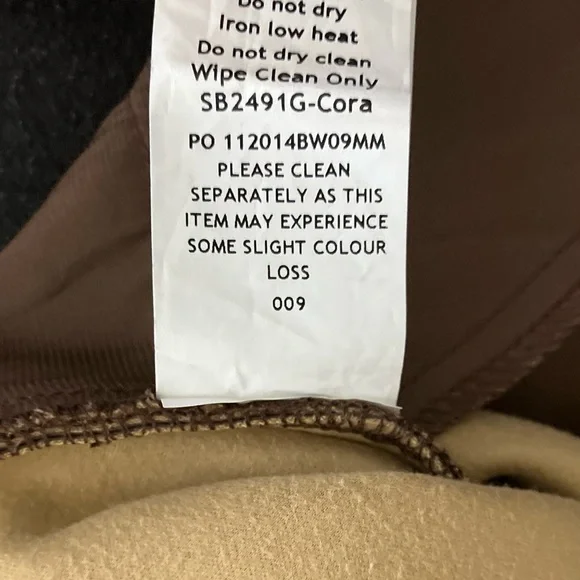 Do not dry
Iron low heat
Do not dry clean
Wipe Clean Only
SB2491G-Cora
PO 112014BW09MM
PLEASE CLEAN
SEPARATELY AS THIS
ITEM MAY EXPERIENCE
SOME SLIGHT COLOUR
LOSS
009